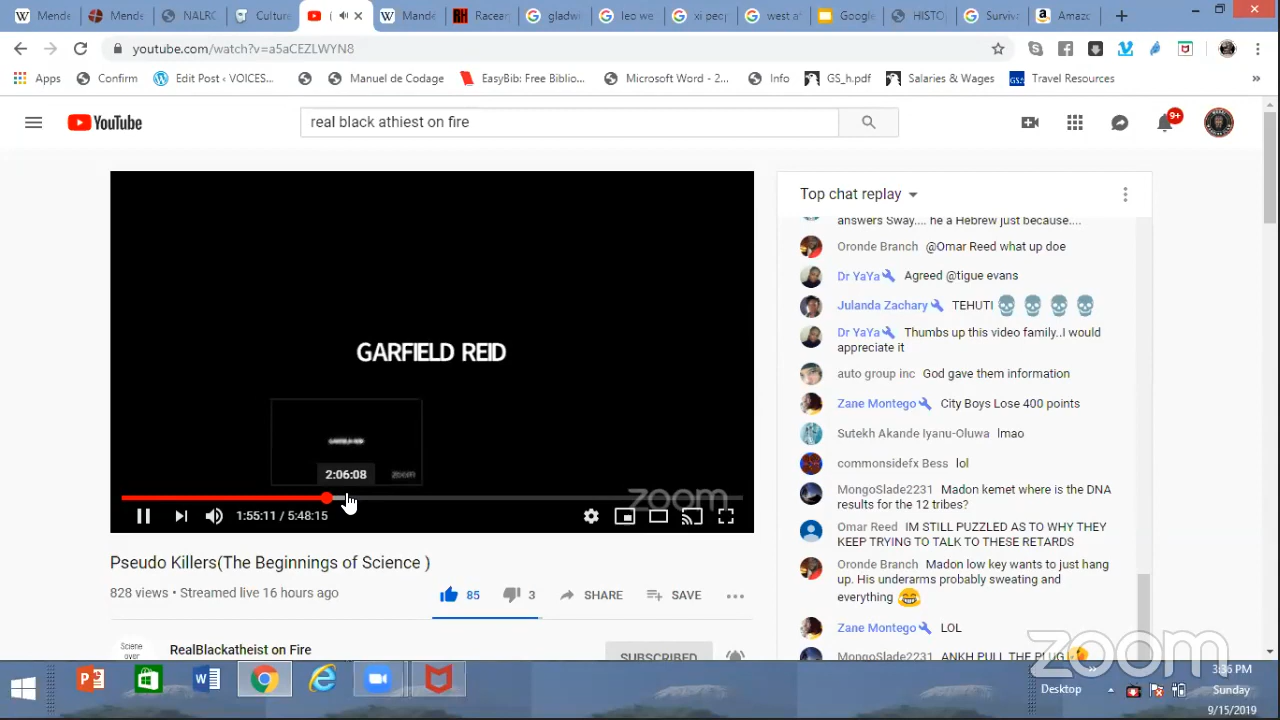 Mende
Mende
NALRC
Culture
(
Mandé
Racear
gladwi
leo we
xi pecp
west af
Google
HISTO
Surviv
Amazo
youtube.com/watch?v=a5aCEZLWYN8
Apps
Confirm
Edit Post ‹ VOICES...
Manuel de Codage
EasyBib: Free Biblio...
Microsoft Word - 2...
Info
GS_h.pdf
Salaries & Wages
Travel Resources
»
YouTube
real black athiest on fire
9+
GARFIELD REID
GARFIELD REID
2:06:08
zoom
zoom
1:55:11 / 5:48:15
Pseudo Killers(The Beginnings of Science )
828 views • Streamed live 16 hours ago
85
3
SHARE
SAVE
Sciene
over
RealBlackatheist on Fire
SUBSCRIBED
Top chat replay
answers Sway.... he a Hebrew just because....
Oronde Branch @Omar Reed what up doe
Dr YaYa Agreed @tigue evans
Julanda Zachary TEHUTI
Dr YaYa Thumbs up this video family..I would
appreciate it
auto group inc God gave them information
Zane Montego City Boys Lose 400 points
Sutekh Akande Iyanu-Oluwa lmao
commonsidefx Bess lol
MongoSlade2231 Madon kemet where is the DNA
results for the 12 tribes?
Omar Reed IM STILL PUZZLED AS TO WHY THEY
KEEP TRYING TO TALK TO THESE RETARDS
Oronde Branch Madon low key wants to just hang
up. His underarms probably sweating and
everything
Zane Montego LOL
MongoSlade2231 ANKH PULL THE PLUG
zoom
Desktop
»
3:36 PM
Sunday
9/15/2019